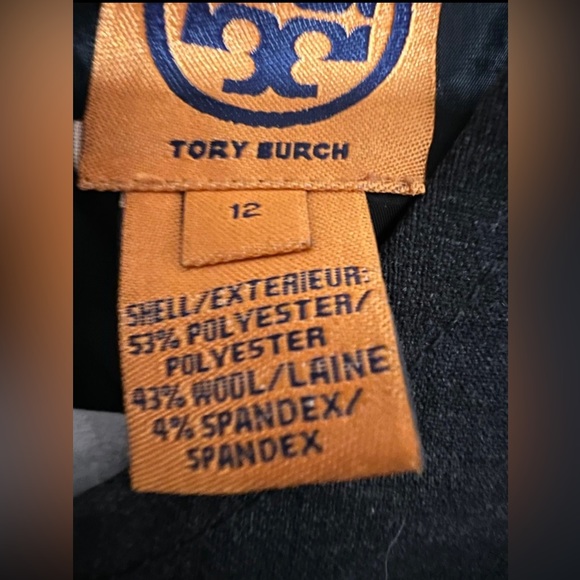 TORY BURCH
12
SHELL/EXTERIEUR:
53% POLYESTER/
POLYESTER
43% WOOL/LAINE
4% SPANDEX/
SPANDEX